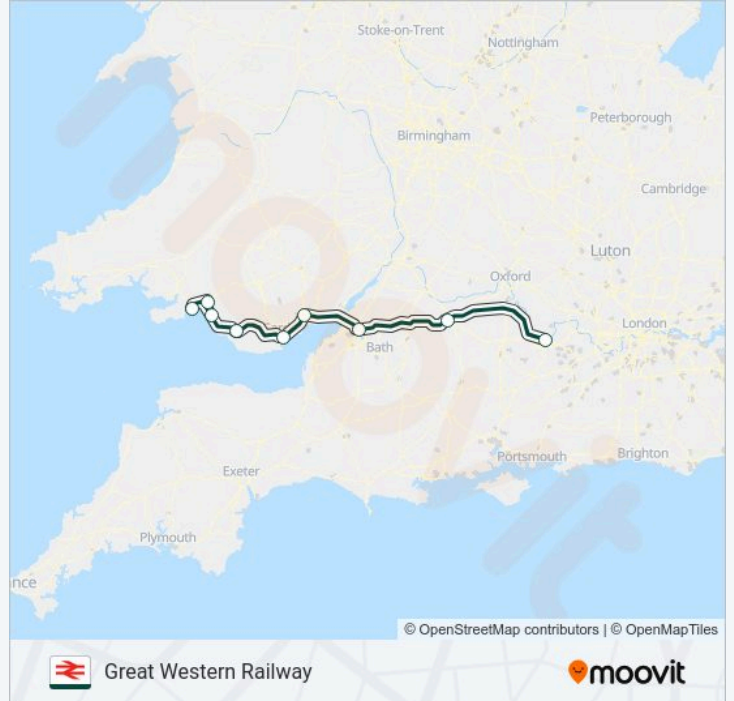 Stoke-on-Trent
Nottingham
Peterborough
Birmingham
Cambridge
Luton
Oxford
London
Bath
Portsmouth
Brighton
Exeter
Plymouth
nce
© OpenStreetMap contributors | © OpenMapTiles
Great Western Railway
moovit
moovit